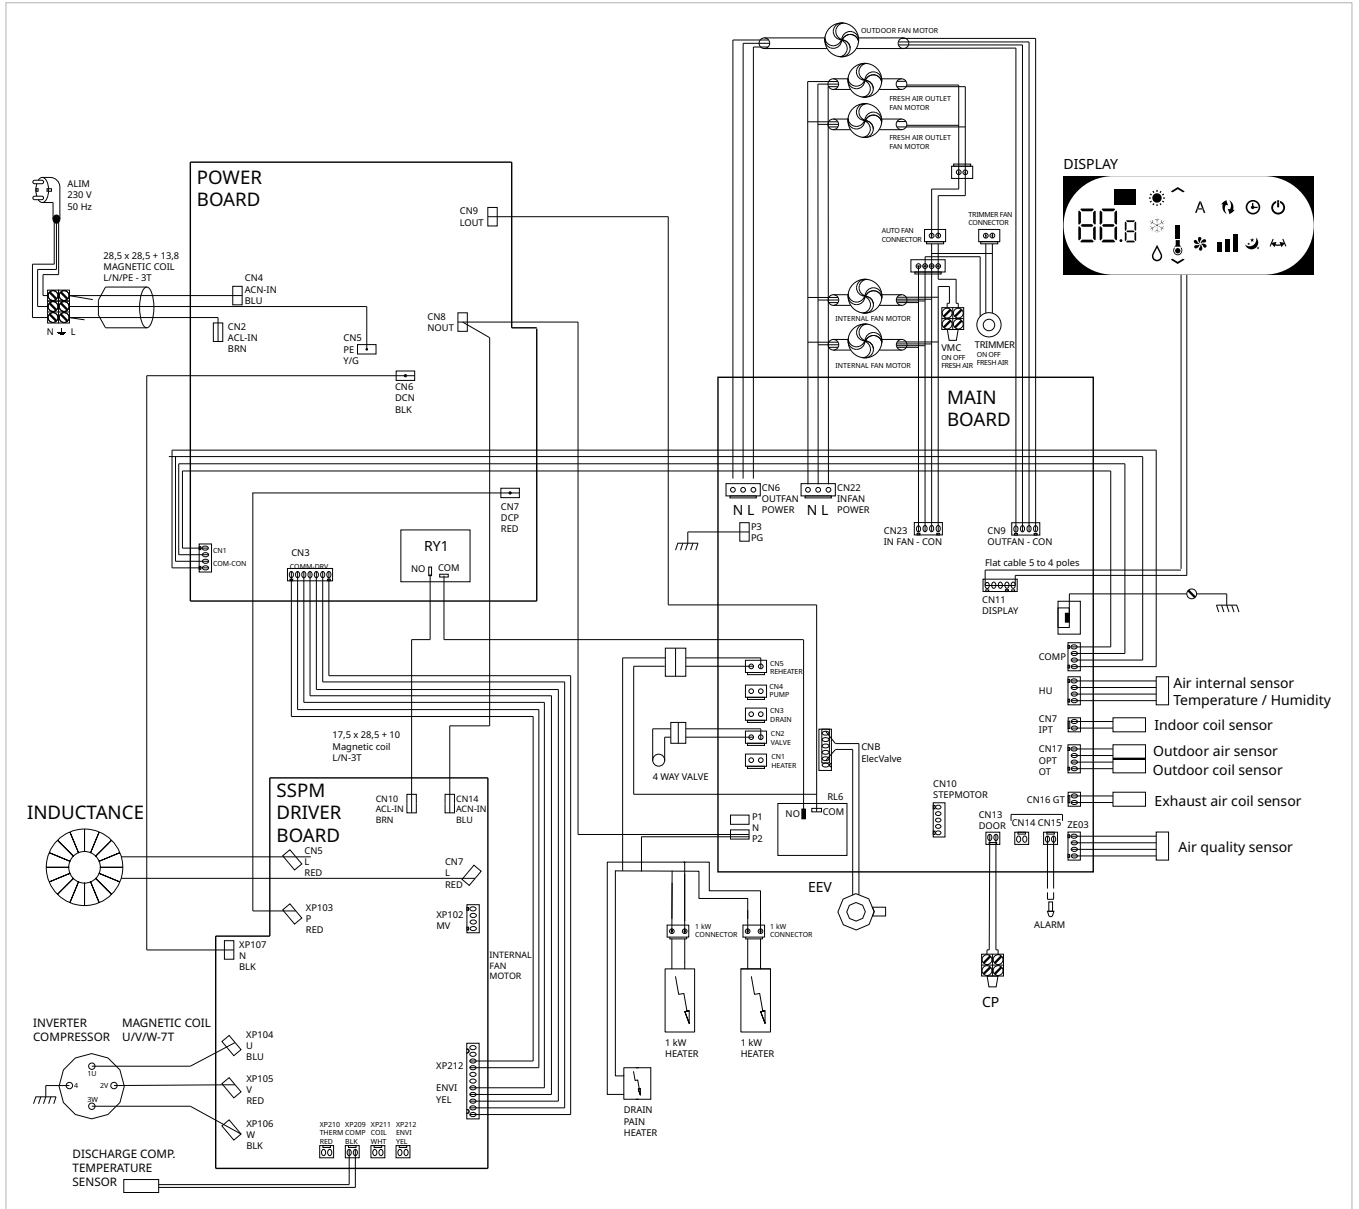 OUTDOOR FAN MOTOR
FRESH AIR OUTLET
FAN MOTOR
FRESH AIR OUTLET
FAN MOTOR
DISPLAY
88.8
A
ALIM
230 V
50 Hz
POWER
BOARD
CN9
LOUT
TRIMMER FAN
CONNECTOR
AUTO FAN
CONNECTOR
28,5 x 28,5 + 13,8
MAGNETIC COIL
L/N/PE - 3T
CN4
ACN-IN
BLU
N
L
CN2
ACL-IN
BRN
CN5
PE
Y/G
CN8
NOUT
INTERNAL FAN MOTOR
INTERNAL FAN MOTOR
VMC
ON OFF
FRESH AIR
TRIMMER
ON OFF
FRESH AIR
CN6
DCN
BLK
MAIN
BOARD
CN7
DCP
RED
CN6
OUTFAN
POWER
N L
CN22
INFAN
POWER
N L
P3
PG
CN23
IN FAN - CON
CN9
OUTFAN - CON
RY1
NO
COM
CN1
COM-CON
CN3
COMM-DRV
Flat cable 5 to 4 poles
CN11
DISPLAY
COMP
HU
Air internal sensor
Temperature / Humidity
CN7
IPT
Indoor coil sensor
CN17
OPT
OT
Outdoor air sensor
Outdoor coil sensor
CN16 GT
Exhaust air coil sensor
CN5
REHEATER
CN4
PUMP
CN3
DRAIN
CN2
VALVE
CN1
HEATER
4 WAY VALVE
CNB
ElecValve
17,5 x 28,5 + 10
Magnetic coil
L/N-3T
SSPM
DRIVER
BOARD
CN10
ACL-IN
BRN
CN14
ACN-IN
BLU
RL6
NO
COM
P1
N
P2
CN10
STEPMOTOR
CN13
DOOR
CN14
CN15
ZE03
Air quality sensor
INDUCTANCE
CN5
L
RED
CN7
L
RED
EEV
XP103
P
RED
XP102
MV
1 kW
CONNECTOR
1 kW
CONNECTOR
ALARM
XP107
N
BLK
INTERNAL
FAN
MOTOR
CP
INVERTER
COMPRESSOR
MAGNETIC COIL
U/V/W-7T
XP104
U
BLU
1 kW
HEATER
1 kW
HEATER
1U
4
2V
3W
XP105
V
RED
XP212
ENVI
YEL
XP106
W
BLK
DRAIN
PAIN
HEATER
XP210
THERM
RED
XP209
COMP
BLK
XP211
COIL
WHT
XP212
ENVI
YEL
DISCHARGE COMP.
TEMPERATURE
SENSOR